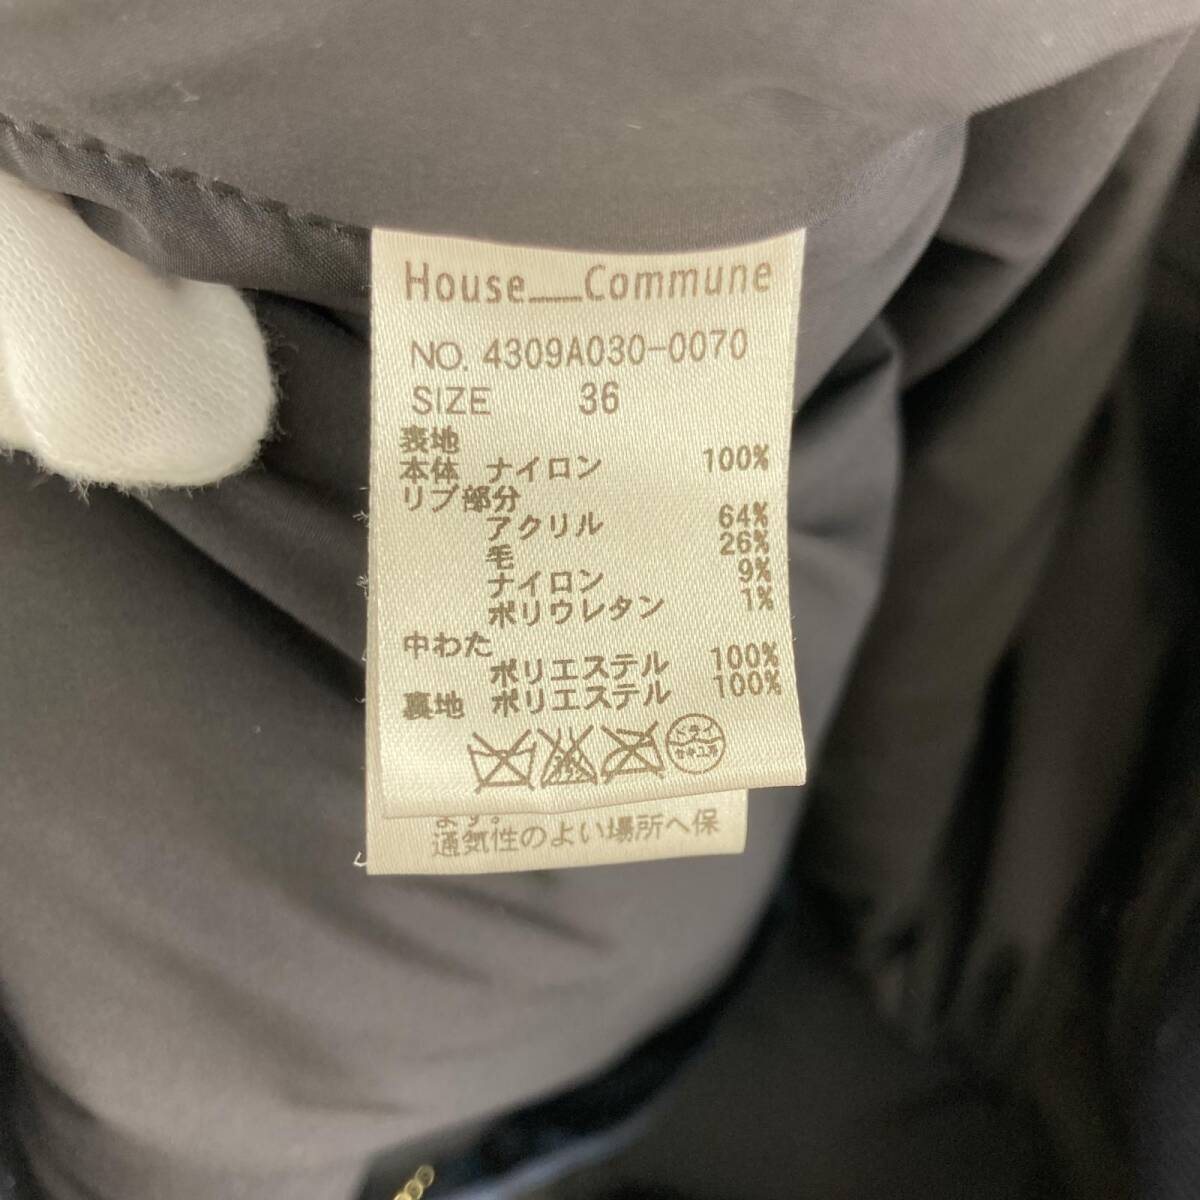 House__Commune
NO. 4309A030-0070
SIZE 36
表地
本体 ナイロン 100%
リブ部分
アクリル 64%
毛 26%
ナイロン 9%
ポリウレタン 1%
中わた
ポリエステル 100%
裏地 ポリエステル 100%
ます。
通気性のよい場所へ保